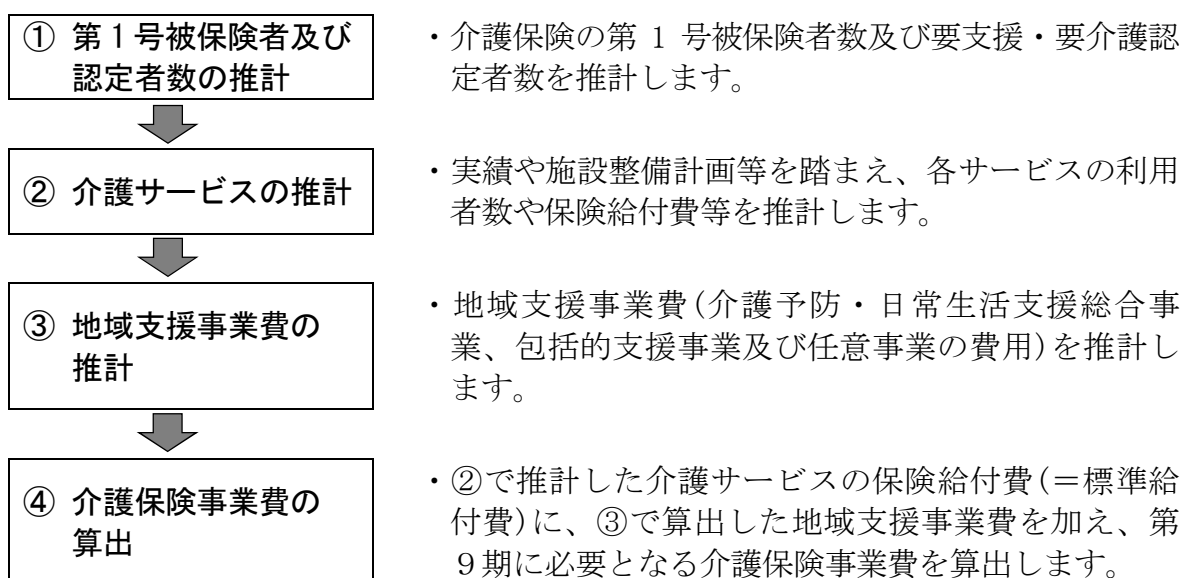 ① 第1号被保険者及び
認定者数の推計
・介護保険の第 1 号被保険者数及び要支援・要介護認
定者数を推計します。
② 介護サービスの推計
・実績や施設整備計画等を踏まえ、各サービスの利用
者数や保険給付費等を推計します。
③ 地域支援事業費の
推計
・地域支援事業費(介護予防・日常生活支援総合事
業、包括的支援事業及び任意事業の費用)を推計し
ます。
④ 介護保険事業費の
算出
・②で推計した介護サービスの保険給付費(=標準給
付費)に、③で算出した地域支援事業費を加え、第
9期に必要となる介護保険事業費を算出します。